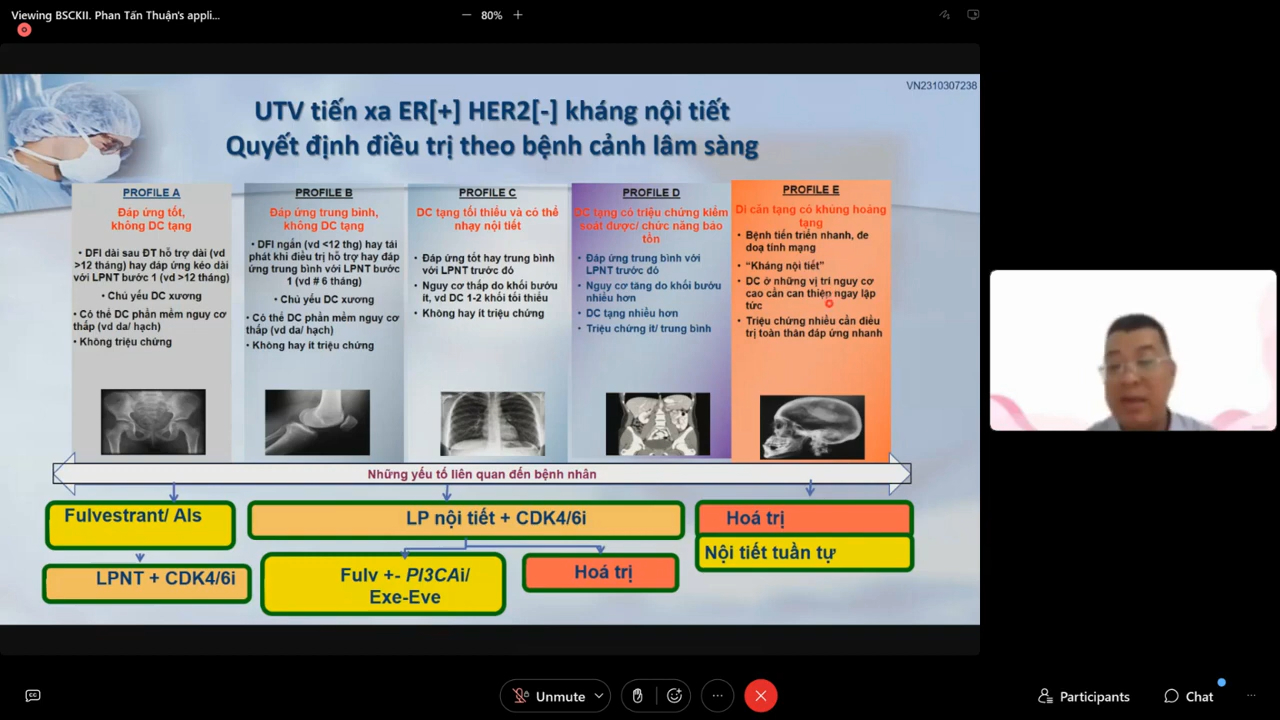 Viewing BSCKII. Phan Tấn Thuận's appli...
80%
VN2310307238
UTV tiến xa ER[+] HER2[-] kháng nội tiết
Quyết định điều trị theo bệnh cảnh lâm sàng
PROFILE A
Đáp ứng tốt,
không DC tạng
• DFI dài sau ĐT hỗ trợ dài (vd
>12 tháng) hay đáp ứng kéo dài
với LPNT bước 1 (vd >12 tháng)
• Chủ yếu DC xương
• Có thể DC phần mềm nguy cơ
thấp (vd da/ hạch)
• Không triệu chứng
PROFILE B
Đáp ứng trung bình,
không DC tạng
• DFI ngắn (vd <12 thg) hay tái
phát khi điều trị hỗ trợ hay đáp
ứng trung bình với LPNT bước
1 (vd # 6 tháng)
• Chủ yếu DC xương
• Có thể DC phần mềm nguy cơ
thấp (vd da/ hạch)
• Không hay ít triệu chứng
PROFILE C
DC tạng tối thiểu và có thể
nhạy nội tiết
• Đáp ứng tốt hay trung bình
với LPNT trước đó
• Nguy cơ thấp do khối bướu
ít, vd DC 1-2 khối tối thiểu
• Không hay ít triệu chứng
PROFILE D
DC tạng có triệu chứng kiểm
soát được/ chức năng bảo
tồn
• Đáp ứng trung bình với
LPNT trước đó
• Nguy cơ tăng do khối bướu
nhiều hơn
• DC tạng nhiều hơn
• Triệu chứng ít/ trung bình
PROFILE E
Di căn tạng có khủng hoảng
tạng
• Bệnh tiến triển nhanh, đe
doạ tính mạng
• “Kháng nội tiết”
• DC ở những vị trí nguy cơ
cao cần can thiệp ngay lập
tức
• Triệu chứng nhiều cần điều
trị toàn thân đáp ứng nhanh
Những yếu tố liên quan đến bệnh nhân
Fulvestrant/ AIs
LPNT + CDK4/6i
LP nội tiết + CDK4/6i
Fulv +- PI3CAi/
Exe-Eve
Hoá trị
Hoá trị
Nội tiết tuần tự
CC
Unmute
Participants
Chat